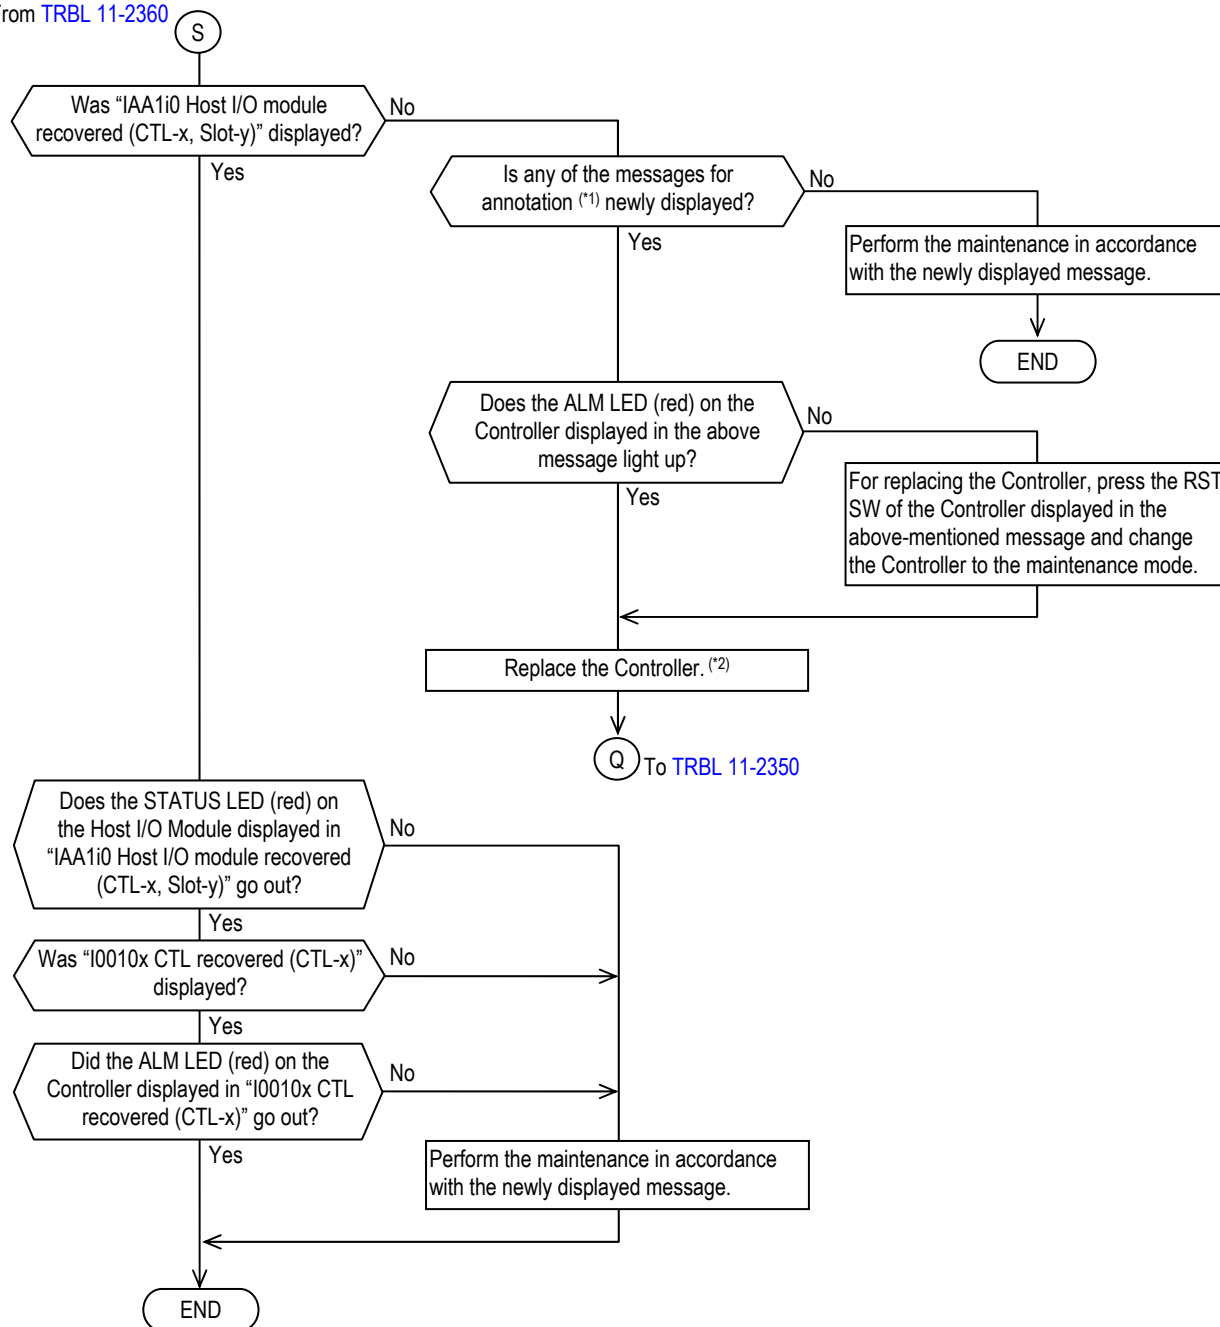 From TRBL 11-2360
S
Was “IAA1i0 Host I/O module
recovered (CTL-x, Slot-y)” displayed?
No
Yes
Is any of the messages for
annotation (*1) newly displayed?
No
Yes
Perform the maintenance in accordance
with the newly displayed message.
END
Does the ALM LED (red) on the
Controller displayed in the above
message light up?
No
Yes
For replacing the Controller, press the RST
SW of the Controller displayed in the
above-mentioned message and change
the Controller to the maintenance mode.
Replace the Controller. (*2)
Q
To TRBL 11-2350
Does the STATUS LED (red) on
the Host I/O Module displayed in
“IAA1i0 Host I/O module recovered
(CTL-x, Slot-y)” go out?
No
Yes
Was “I0010x CTL recovered (CTL-x)”
displayed?
No
Yes
Did the ALM LED (red) on the
Controller displayed in “I0010x CTL
recovered (CTL-x)” go out?
No
Yes
Perform the maintenance in accordance
with the newly displayed message.
END